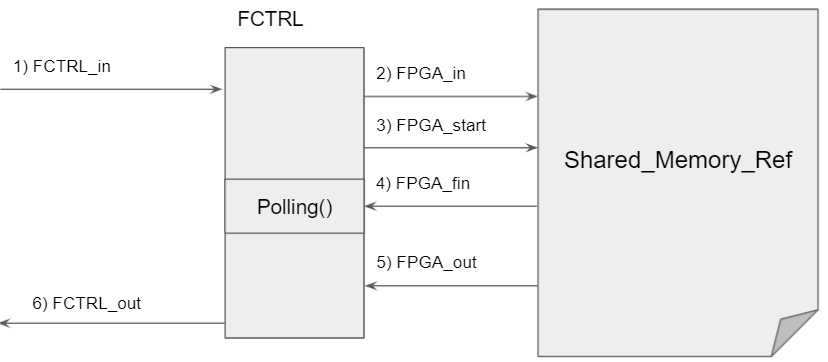 FCTRL
1) FCTRL_in
2) FPGA_in
3) FPGA_start
Shared_Memory_Ref
4) FPGA_fin
Polling()
5) FPGA_out
6) FCTRL_out